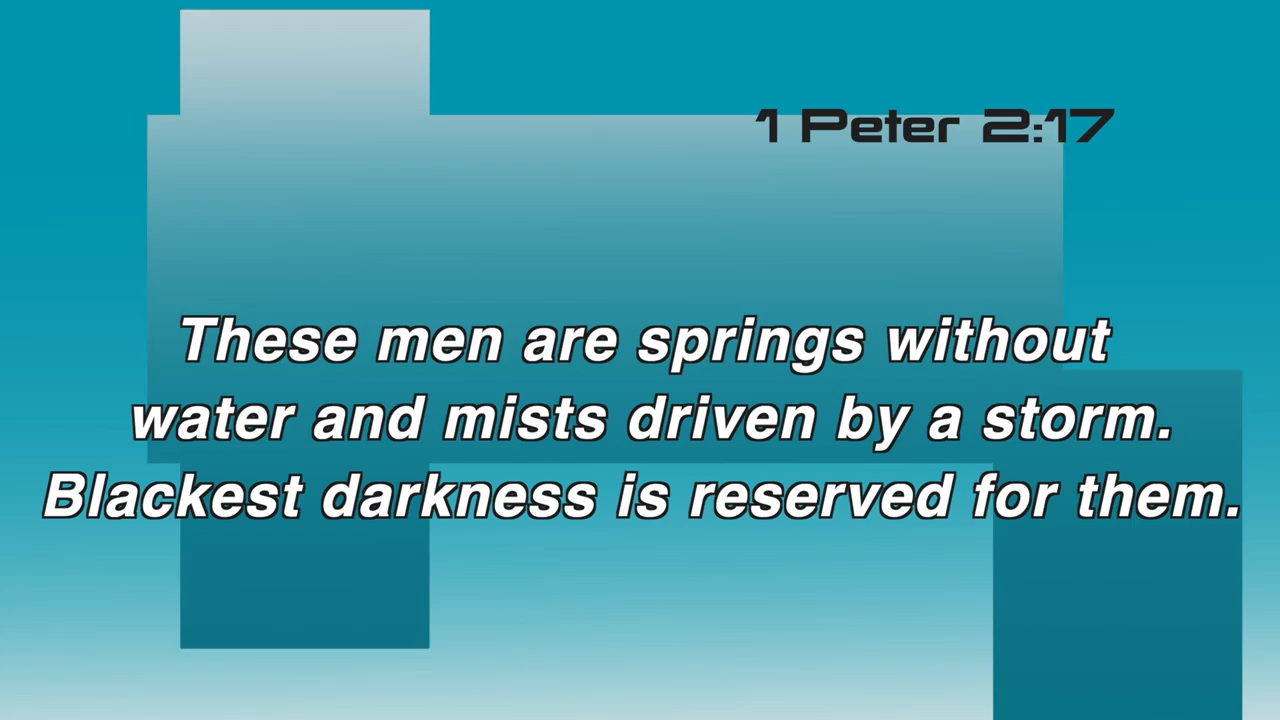 1 Peter 2:17
These men are springs without
water and mists driven by a storm.
Blackest darkness is reserved for them.